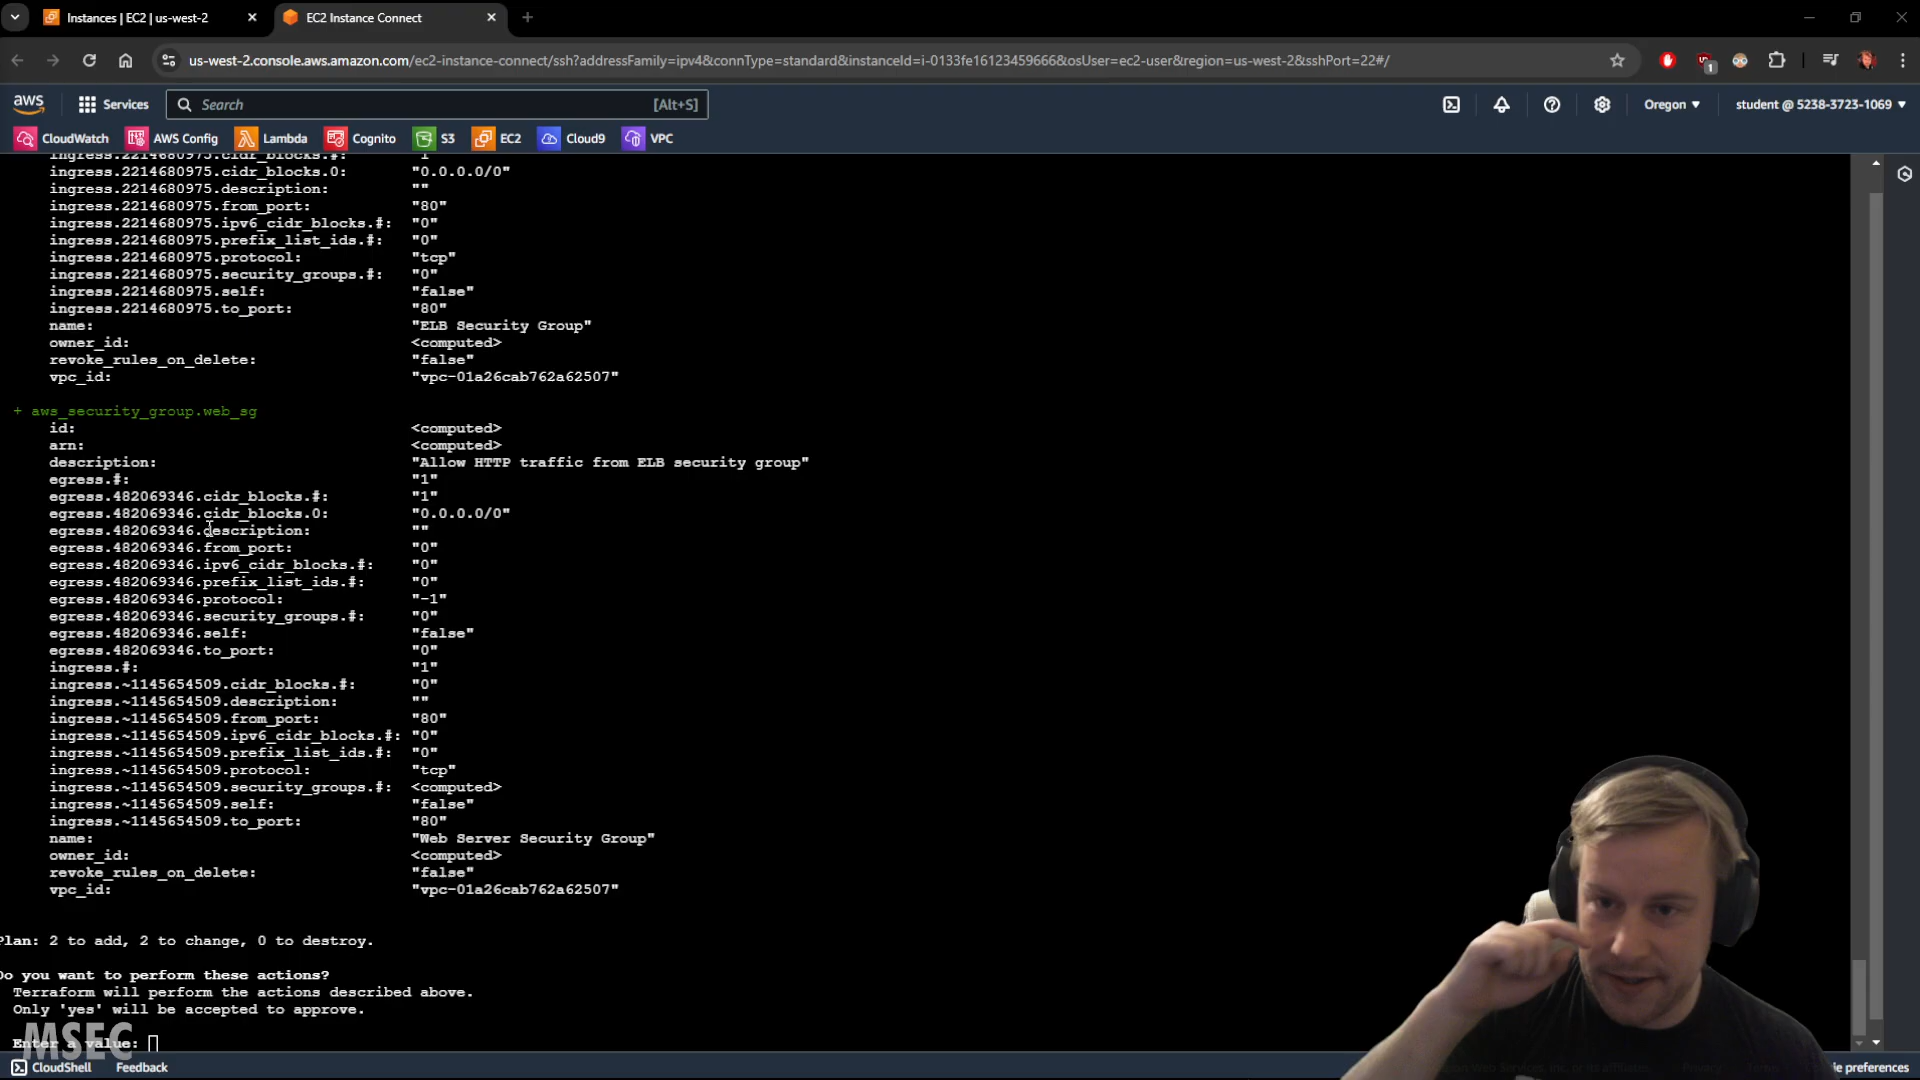 Instances | EC2 | us-west-2
EC2 Instance Connect
us-west-2.console.aws.amazon.com/ec2-instance-connect/ssh?addressFamily=ipv4&connType=standard&instanceId=i-0133fe16123459666&osUser=ec2-user&region=us-west-2&sshPort=22#/
1
aws Services Search [Alt+S] Oregon student @ 5238-3723-1069
CloudWatch AWS Config Lambda Cognito S3 EC2 Cloud9 VPC
ingress.2214680975.cidr_blocks.#: "1"
ingress.2214680975.cidr_blocks.0: "0.0.0.0/0"
ingress.2214680975.description: ""
ingress.2214680975.from_port: "80"
ingress.2214680975.ipv6_cidr_blocks.#: "0"
ingress.2214680975.prefix_list_ids.#: "0"
ingress.2214680975.protocol: "tcp"
ingress.2214680975.security_groups.#: "0"
ingress.2214680975.self: "false"
ingress.2214680975.to_port: "80"
name: "ELB Security Group"
owner_id: <computed>
revoke_rules_on_delete: "false"
vpc_id: "vpc-01a26cab762a62507"
+ aws_security_group.web_sg
id: <computed>
arn: <computed>
description: "Allow HTTP traffic from ELB security group"
egress.#: "1"
egress.482069346.cidr_blocks.#: "1"
egress.482069346.cidr_blocks.0: "0.0.0.0/0"
egress.482069346.description: ""
egress.482069346.from_port: "0"
egress.482069346.ipv6_cidr_blocks.#: "0"
egress.482069346.prefix_list_ids.#: "0"
egress.482069346.protocol: "-1"
egress.482069346.security_groups.#: "0"
egress.482069346.self: "false"
egress.482069346.to_port: "0"
ingress.#: "1"
ingress.~1145654509.cidr_blocks.#: "0"
ingress.~1145654509.description: ""
ingress.~1145654509.from_port: "80"
ingress.~1145654509.ipv6_cidr_blocks.#: "0"
ingress.~1145654509.prefix_list_ids.#: "0"
ingress.~1145654509.protocol: "tcp"
ingress.~1145654509.security_groups.#: <computed>
ingress.~1145654509.self: "false"
ingress.~1145654509.to_port: "80"
name: "Web Server Security Group"
owner_id: <computed>
revoke_rules_on_delete: "false"
vpc_id: "vpc-01a26cab762a62507"
Plan: 2 to add, 2 to change, 0 to destroy.
Do you want to perform these actions?
Terraform will perform the actions described above.
Only 'yes' will be accepted to approve.
Enter a value:
MSEC
CloudShell Feedback preferences